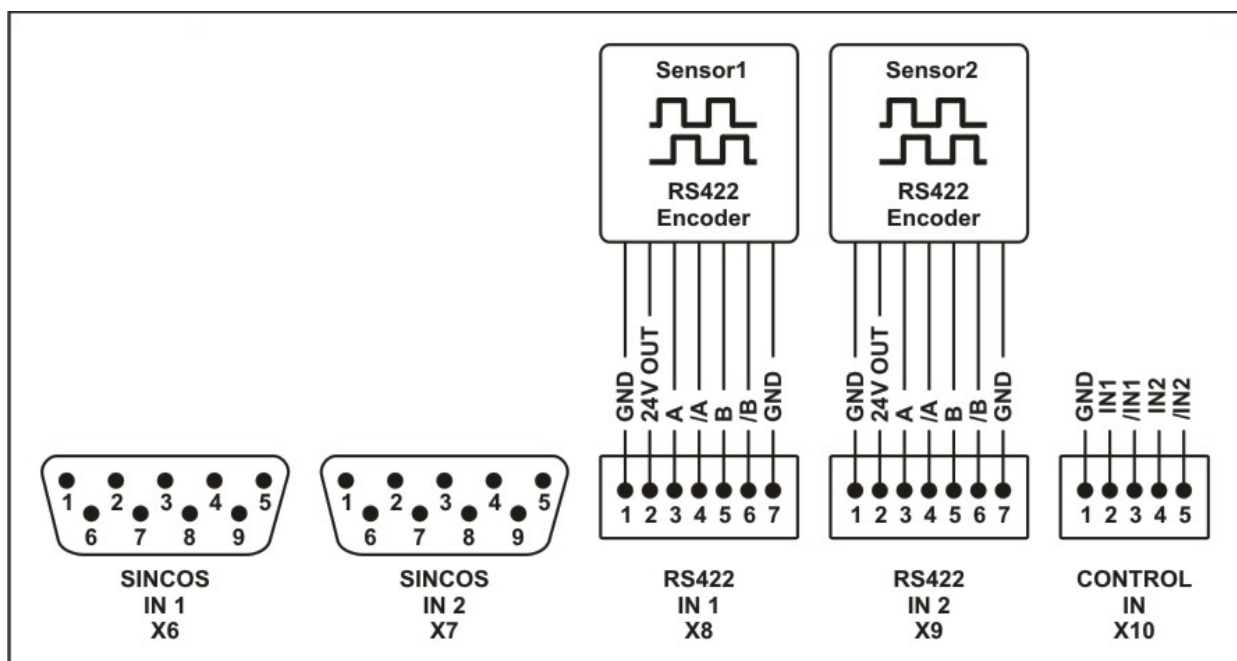 Sensor1
RS422
Encoder
Sensor2
RS422
Encoder
GND
24V OUT
A
/A
B
/B
GND
GND
24V OUT
A
/A
B
/B
GND
GND
IN1
/IN1
IN2
/IN2
1 2 3 4 5
6 7 8 9
1 2 3 4 5
6 7 8 9
1 2 3 4 5 6 7
1 2 3 4 5 6 7
1 2 3 4 5
SINCOS
IN 1
X6
SINCOS
IN 2
X7
RS422
IN 1
X8
RS422
IN 2
X9
CONTROL
IN
X10